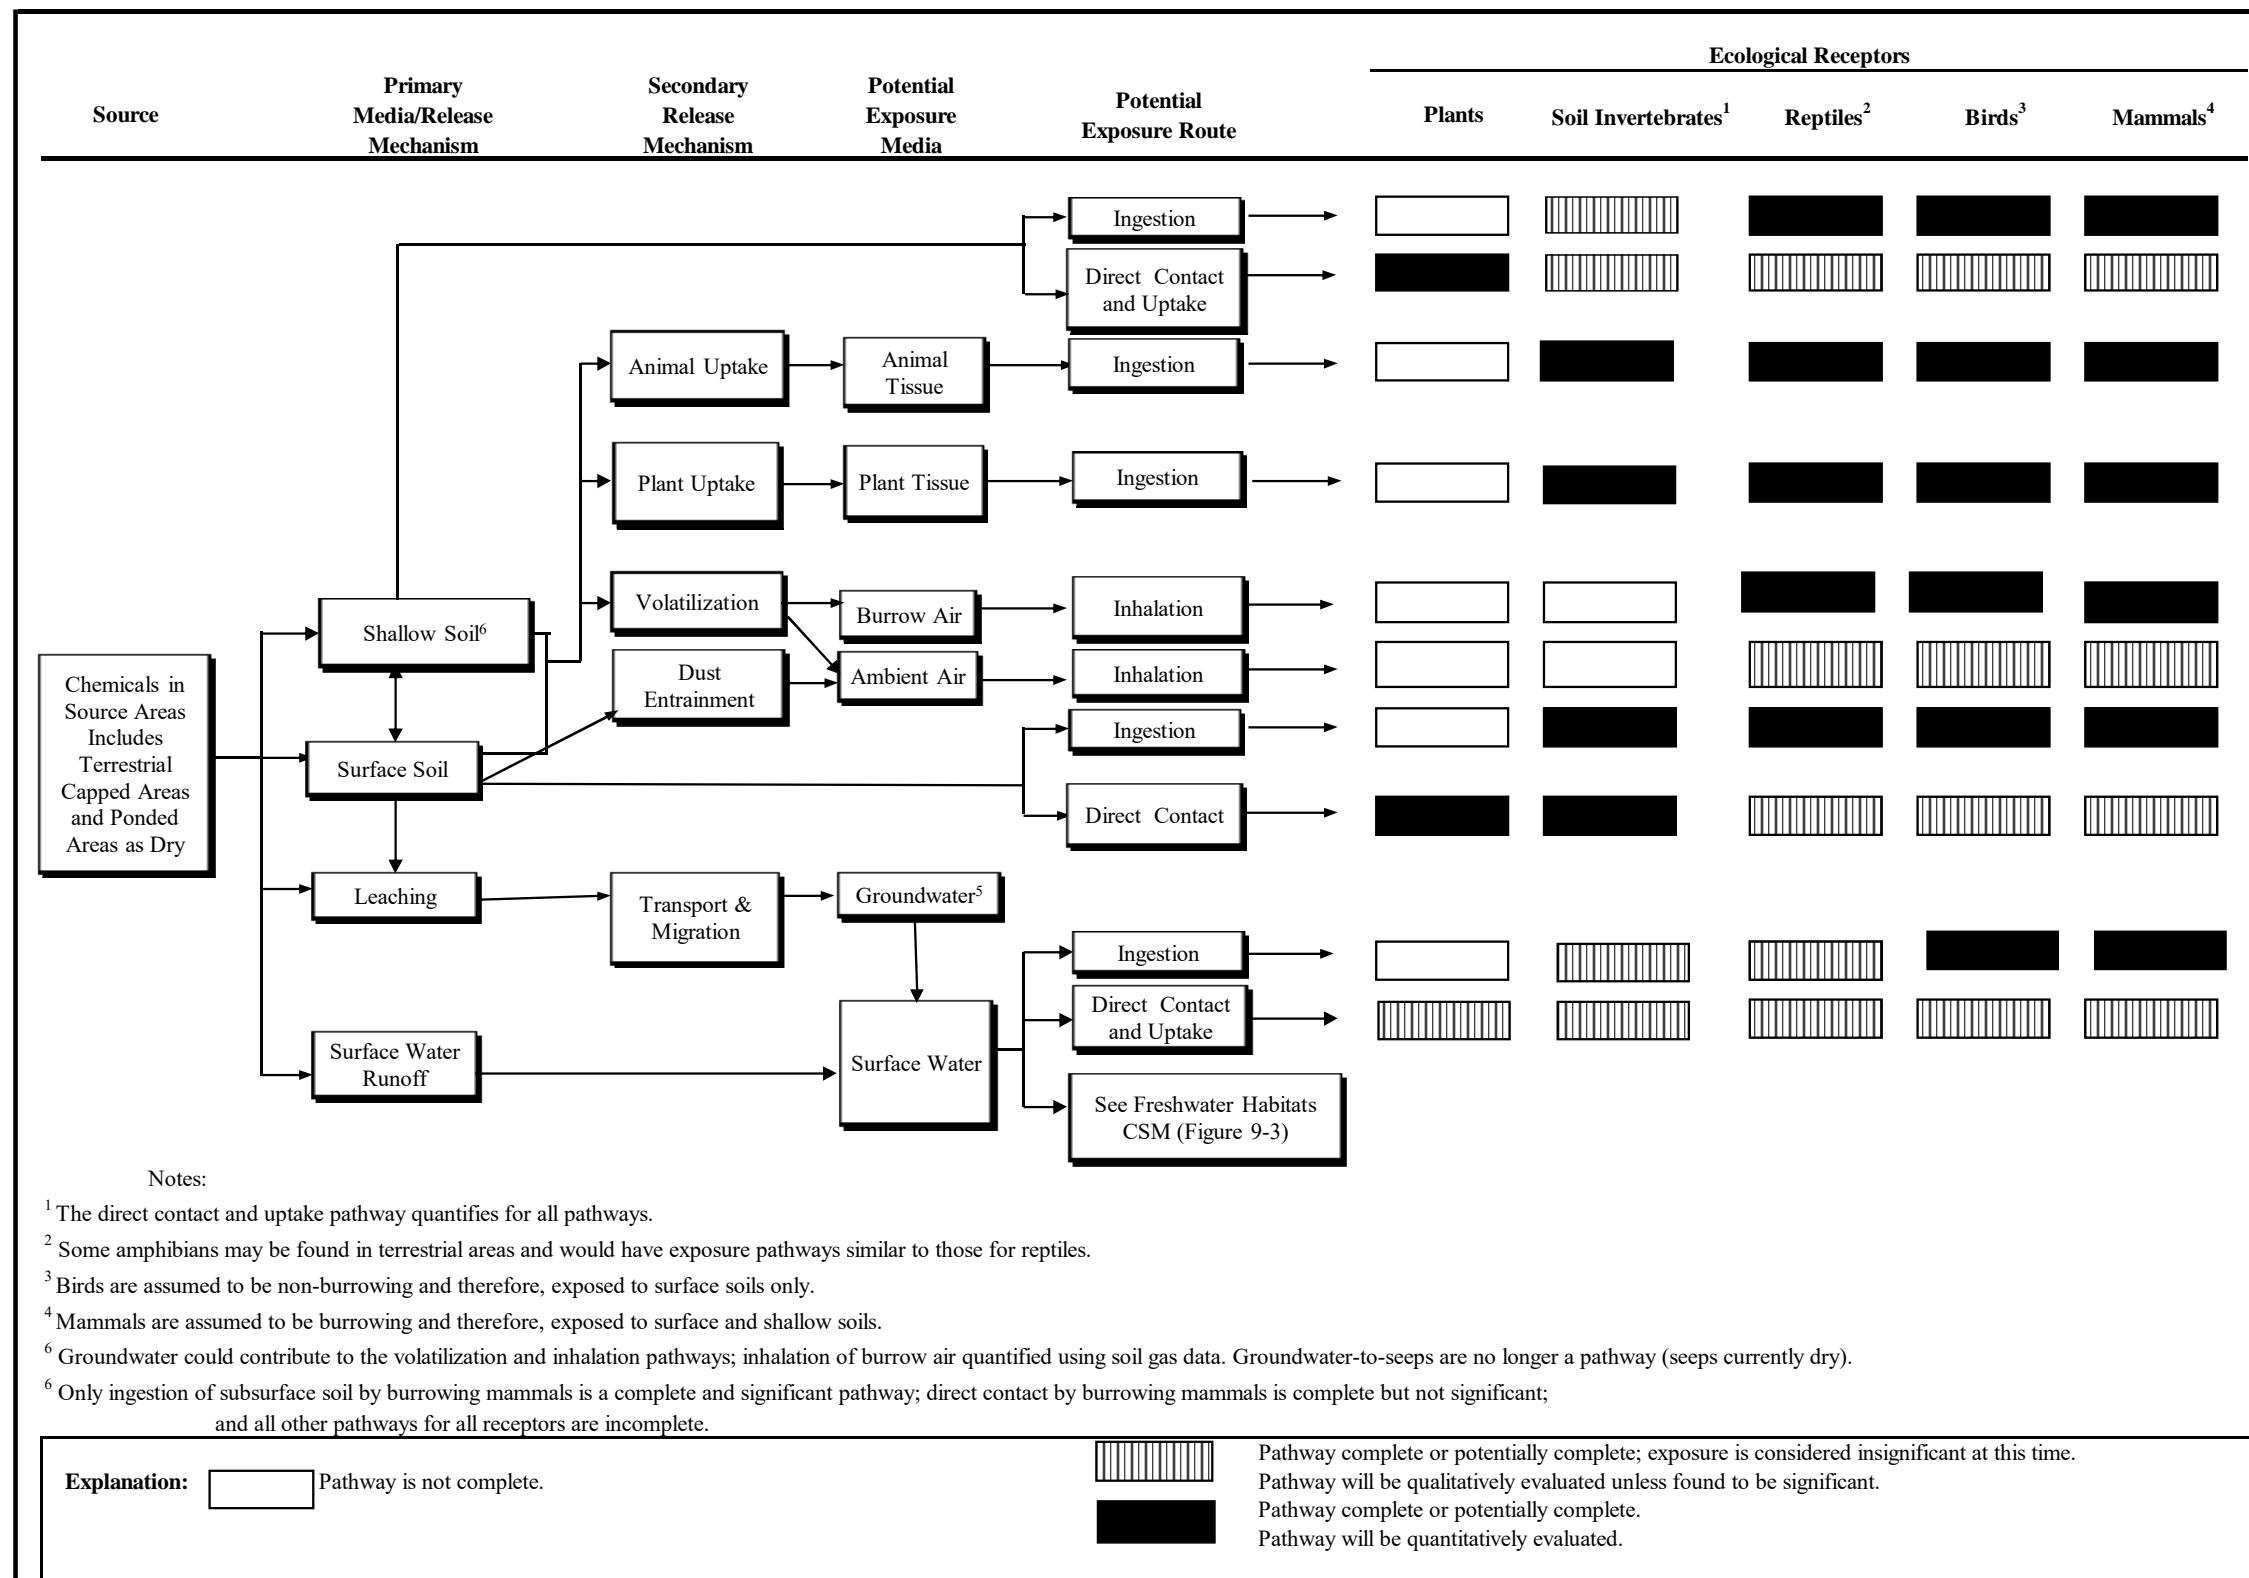 Ecological Receptors
Source
Primary
Media/Release
Mechanism
Secondary
Release
Mechanism
Potential
Exposure
Media
Potential
Exposure Route
Plants
Soil Invertebrates1
Reptiles2
Birds3
Mammals4
Ingestion
Direct Contact
and Uptake
Animal Uptake
Animal
Tissue
Ingestion
Plant Uptake
Plant Tissue
Ingestion
Volatilization
Burrow Air
Inhalation
Shallow Soil6
Dust
Entrainment
Ambient Air
Inhalation
Chemicals in
Source Areas
Includes
Terrestrial
Capped Areas
and Ponded
Areas as Dry
Surface Soil
Ingestion
Direct Contact
Leaching
Transport &
Migration
Groundwater5
Ingestion
Direct Contact
and Uptake
Surface Water
Runoff
Surface Water
See Freshwater Habitats
CSM (Figure 9-3)
Notes:
1 The direct contact and uptake pathway quantifies for all pathways.
2 Some amphibians may be found in terrestrial areas and would have exposure pathways similar to those for reptiles.
3 Birds are assumed to be non-burrowing and therefore, exposed to surface soils only.
4 Mammals are assumed to be burrowing and therefore, exposed to surface and shallow soils.
6 Groundwater could contribute to the volatilization and inhalation pathways; inhalation of burrow air quantified using soil gas data. Groundwater-to-seeps are no longer a pathway (seeps currently dry).
6 Only ingestion of subsurface soil by burrowing mammals is a complete and significant pathway; direct contact by burrowing mammals is complete but not significant;
and all other pathways for all receptors are incomplete.
Explanation:
Pathway is not complete.
Pathway complete or potentially complete; exposure is considered insignificant at this time.
Pathway will be qualitatively evaluated unless found to be significant.
Pathway complete or potentially complete.
Pathway will be quantitatively evaluated.